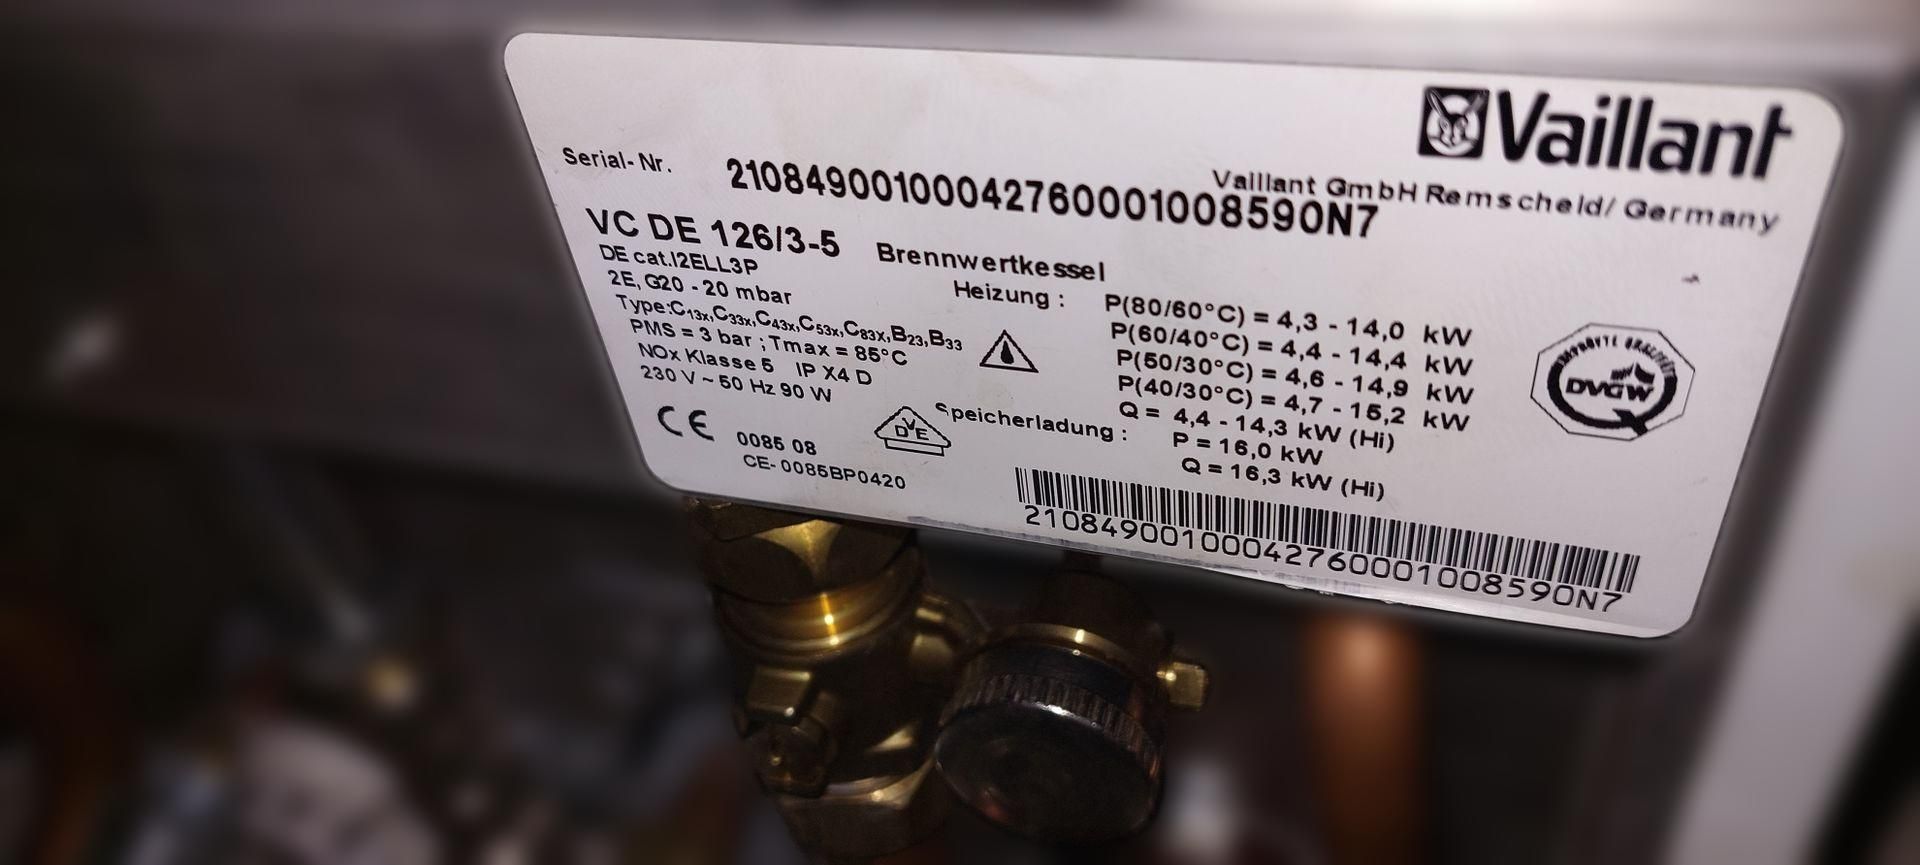 Vaillant
Vaillant GmbH Remscheid/ Germany
Serial-Nr. 21084900100042760001008590N7
VC DE 126/3-5 Brennwertkessel
DE cat.I2ELL3P
2E, G20 - 20 mbar
Type:C13x,C33x,C43x,C53x,C83x,B23,B33
PMS = 3 bar ; Tmax = 85°C
NOx Klasse 5 IP X4 D
230 V ~ 50 Hz 90 W
CE 0085 08
CE- 0085BP0420
DVE
Heizung : P(80/60°C) = 4,3 - 14,0 kW
P(60/40°C) = 4,4 - 14,4 kW
P(50/30°C) = 4,6 - 14,9 kW
P(40/30°C) = 4,7 - 15,2 kW
Q = 4,4 - 14,3 kW (Hi)
Speicherladung : P = 16,0 kW
Q = 16,3 kW (Hi)
DVGW
21084900100042760001008590N7